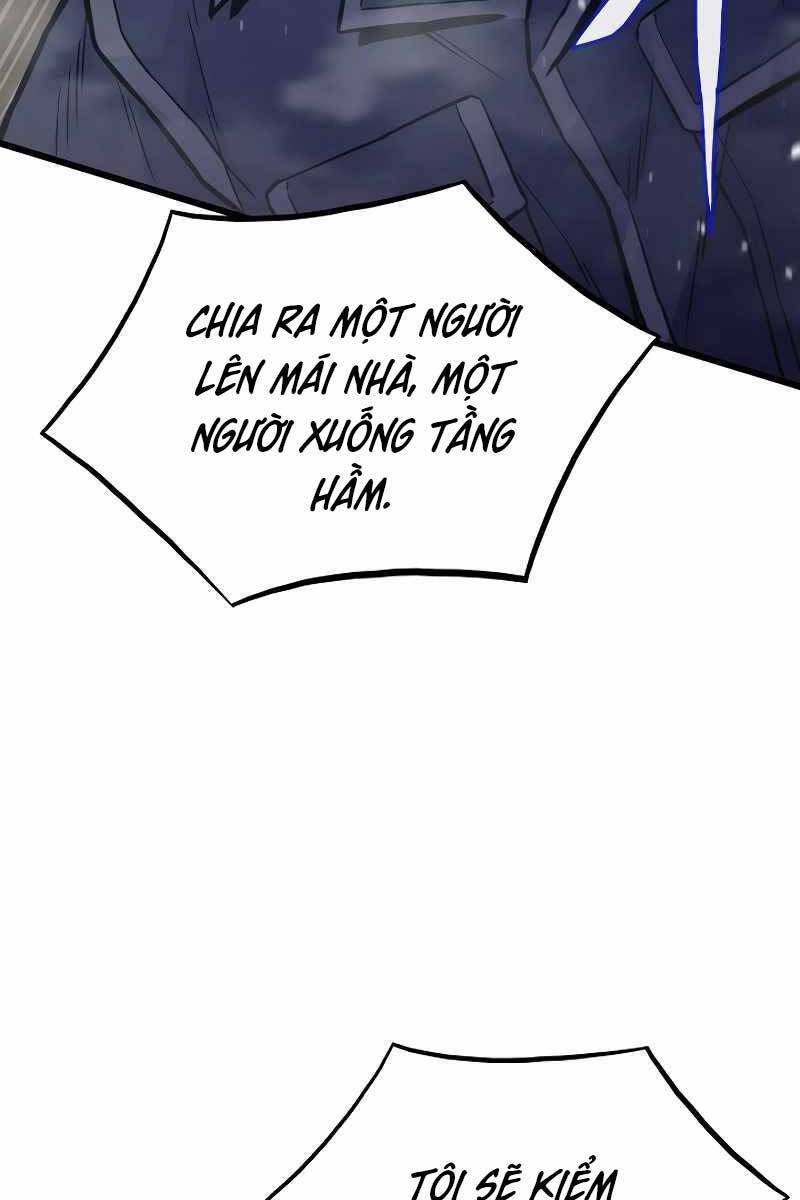 CHIA RA MỘT NGƯỜI
LÊN MÁI NHÀ, MỘT
NGƯỜI XUỐNG TẦNG
HẦM.
TÔI SẼ KIỂM